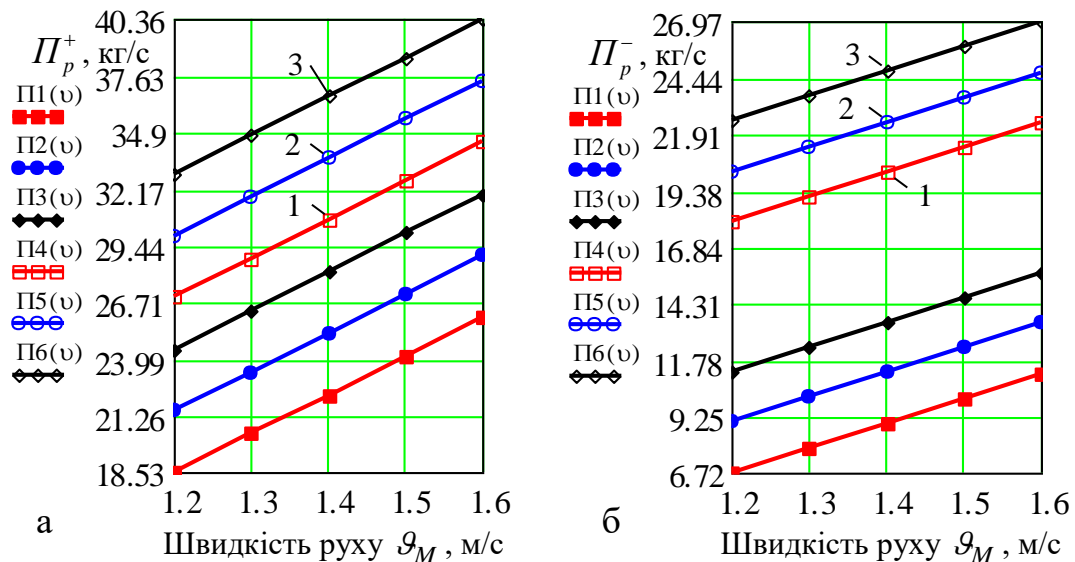 П_p^+ , кг/с
П1(υ)
П2(υ)
П3(υ)
П4(υ)
П5(υ)
П6(υ)
40.36
37.63
34.9
32.17
29.44
26.71
23.99
21.26
18.53
3
2
1
1.2 1.3 1.4 1.5 1.6
а
Швидкість руху ϑ_M , м/с
П_p^- , кг/с
П1(υ)
П2(υ)
П3(υ)
П4(υ)
П5(υ)
П6(υ)
26.97
24.44
21.91
19.38
16.84
14.31
11.78
9.25
6.72
3
2
1
1.2 1.3 1.4 1.5 1.6
б
Швидкість руху ϑ_M , м/с